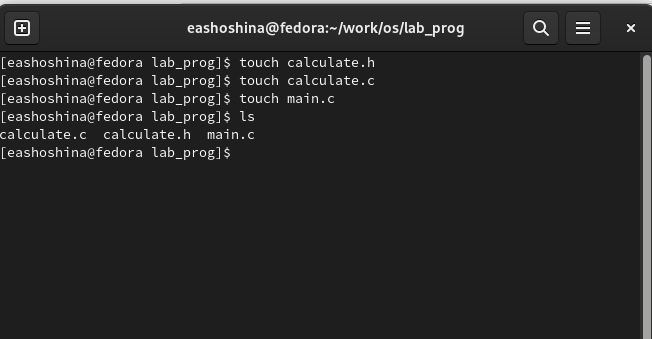 eashoshina@fedora:~/work/os/lab_prog
[eashoshina@fedora lab_prog]$ touch calculate.h
[eashoshina@fedora lab_prog]$ touch calculate.c
[eashoshina@fedora lab_prog]$ touch main.c
[eashoshina@fedora lab_prog]$ ls
calculate.c  calculate.h  main.c
[eashoshina@fedora lab_prog]$